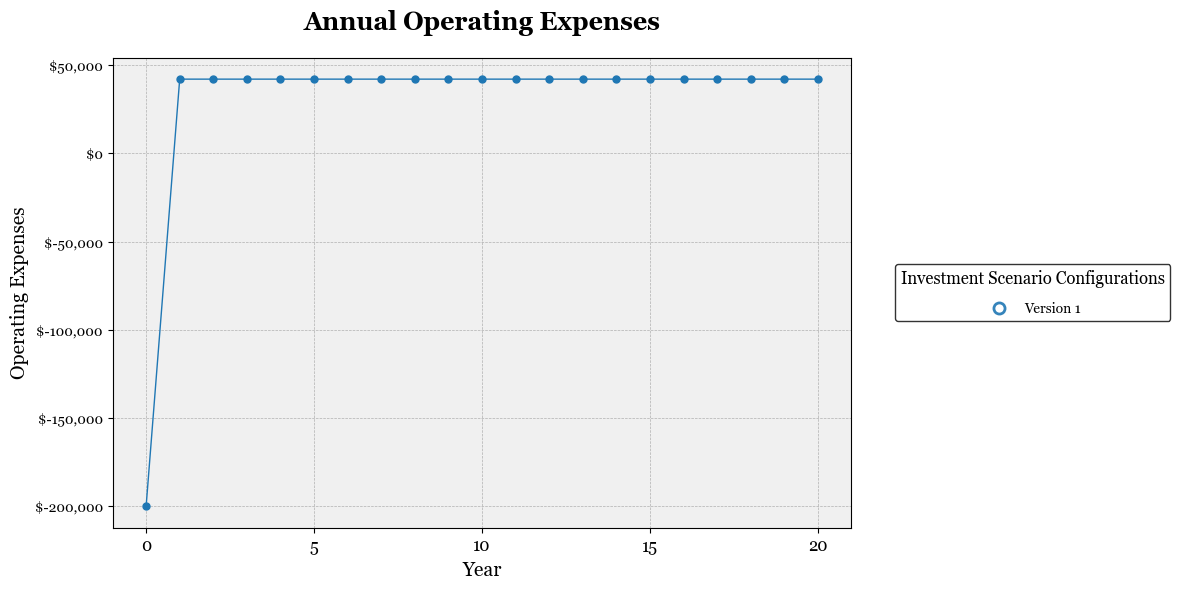 Annual Operating Expenses
$50,000
$0
$-50,000
$-100,000
$-150,000
$-200,000
Operating Expenses
0 5 10 15 20
Year
Investment Scenario Configurations
Version 1